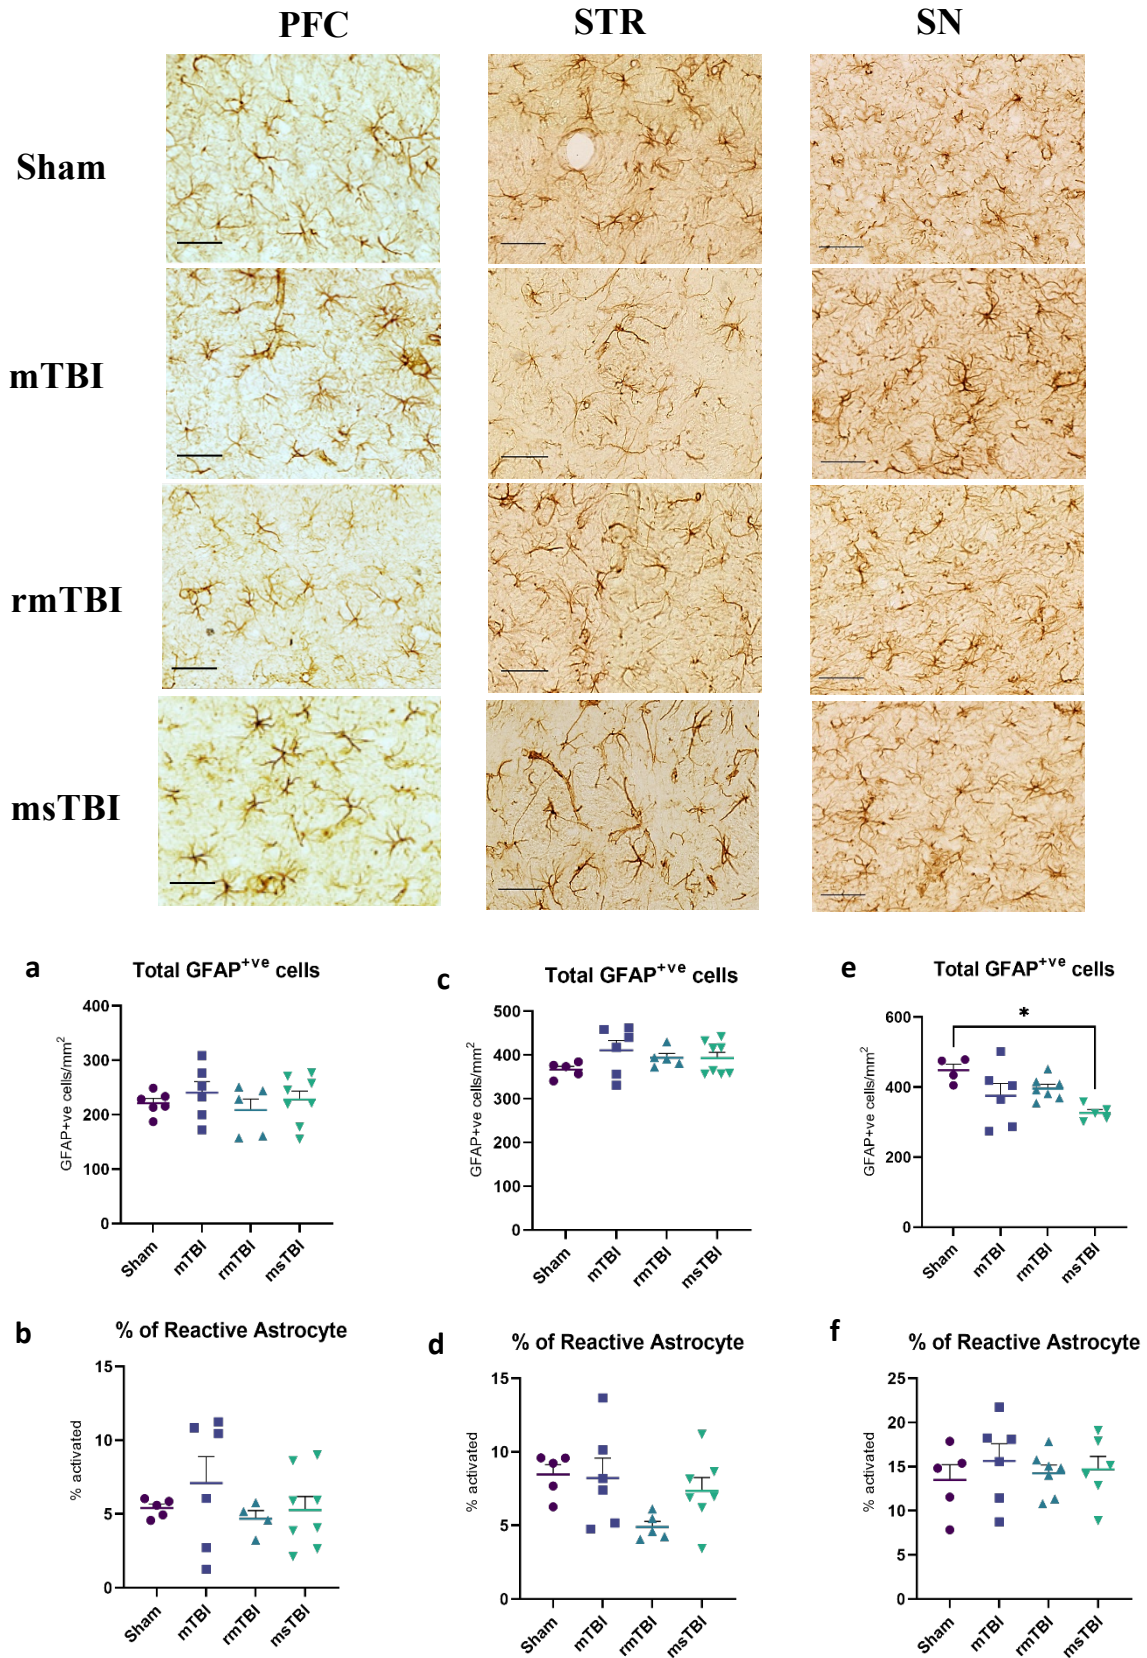 PFC STR SN
Sham
mTBI
rmTBI
msTBI
a Total GFAP+ve cells
400
300
200
100
0
GFAP+ve cells/mm2
Sham mTBI rmTBI msTBI
c Total GFAP+ve cells
500
400
300
200
100
0
GFAP+ve cells/mm2
Sham mTBI rmTBI msTBI
e Total GFAP+ve cells
600
400
200
0
GFAP+ve cells/mm2
*
Sham mTBI rmTBI msTBI
b % of Reactive Astrocyte
15
10
5
0
% activated
Sham mTBI rmTBI msTBI
d % of Reactive Astrocyte
15
10
5
0
% activated
Sham mTBI rmTBI msTBI
f % of Reactive Astrocyte
25
20
15
10
5
0
% activated
Sham mTBI rmTBI msTBI